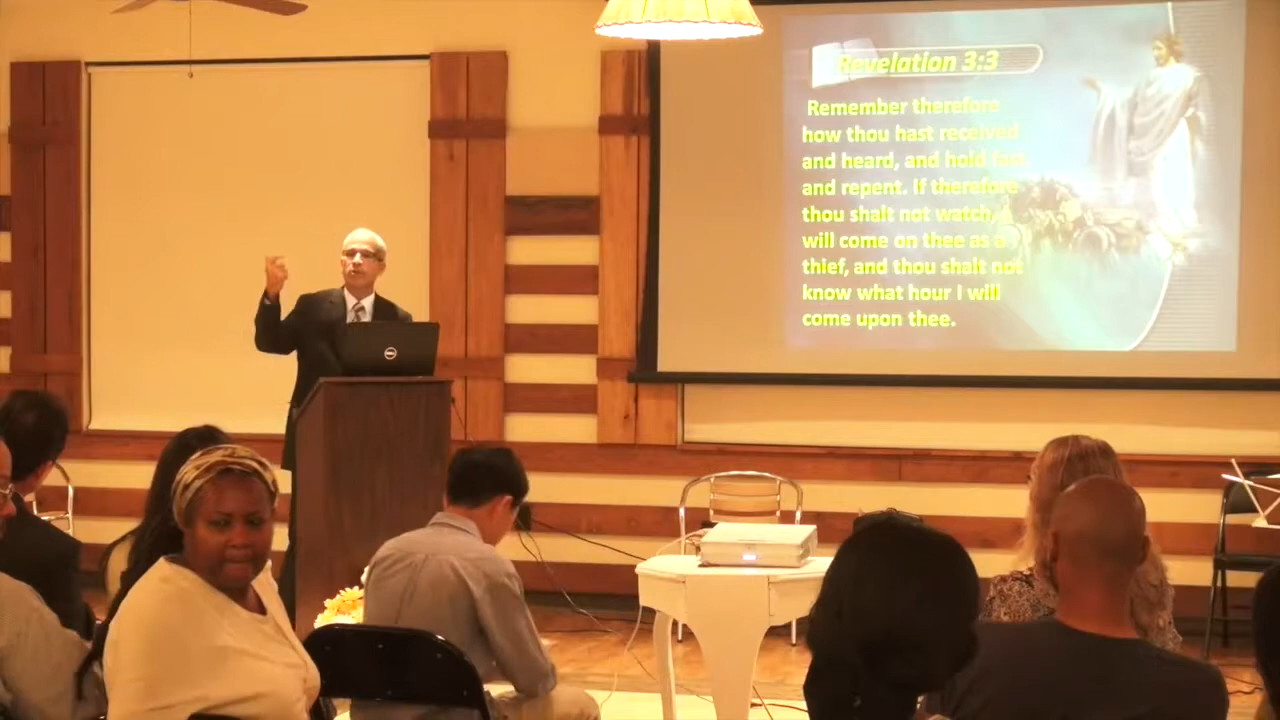 Revelation 3:3
Remember therefore
how thou hast received
and heard, and hold fast
and repent. If therefore
thou shalt not watch, I
will come on thee as a
thief, and thou shalt not
know what hour I will
come upon thee.
DELL